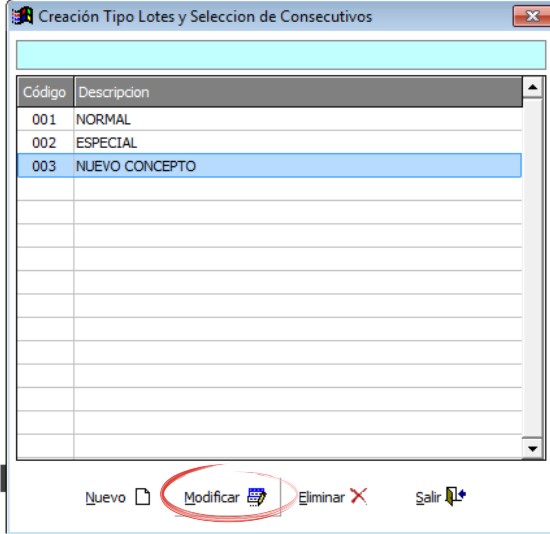 Creación Tipo Lotes y Seleccion de Consecutivos
Código Descripcion
001 NORMAL
002 ESPECIAL
003 NUEVO CONCEPTO
Nuevo Modificar Eliminar Salir